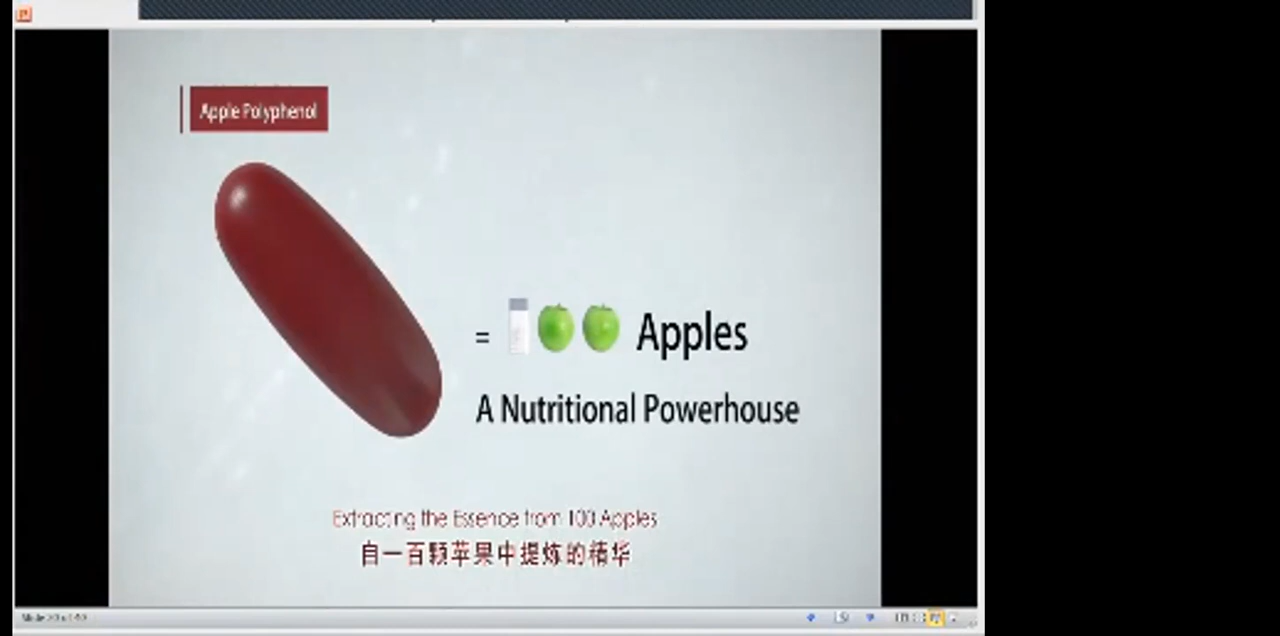 Apple Polyphenol
= Apples
A Nutritional Powerhouse
Extracting the Essence from 100 Apples
自一百颗苹果中提炼的精华